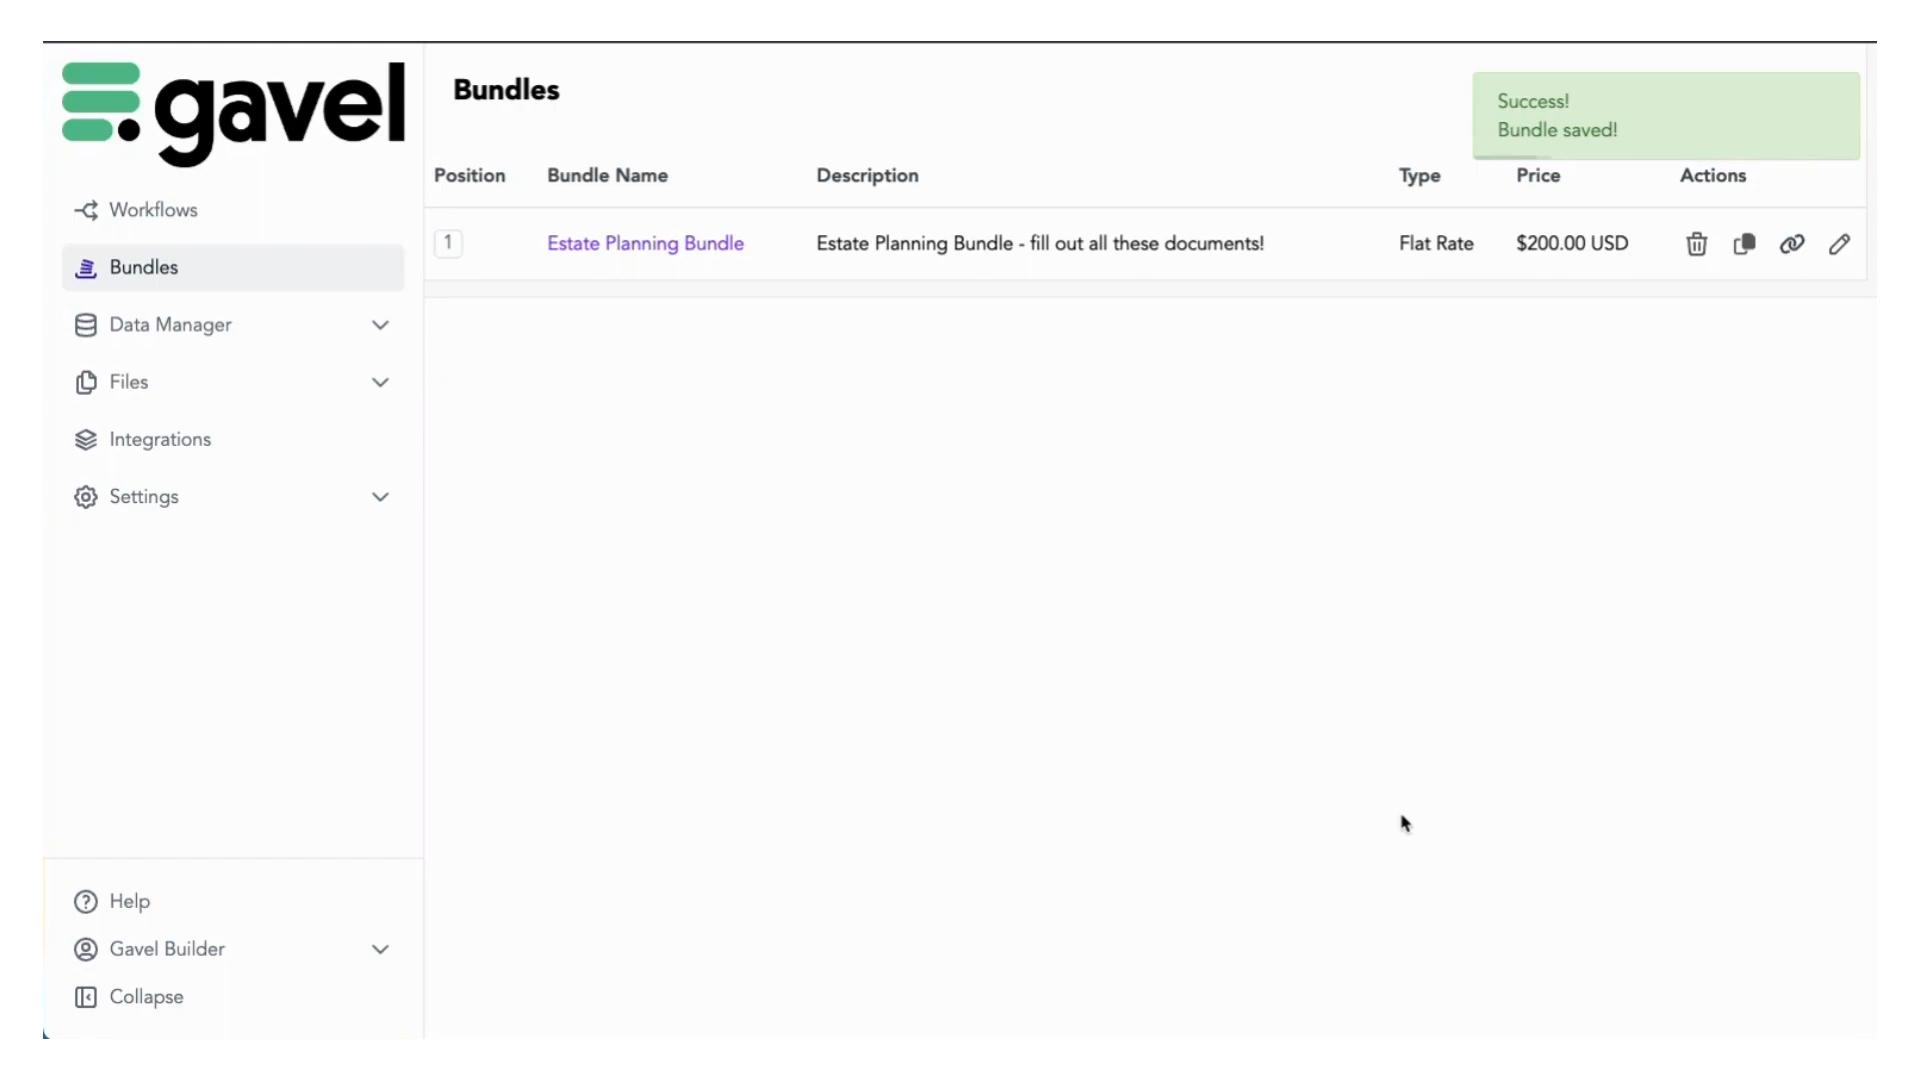 gavel
Workflows
Bundles
Data Manager
Files
Integrations
Settings
Help
Gavel Builder
Collapse
Bundles
Success!
Bundle saved!
Position Bundle Name Description Type Price Actions
1 Estate Planning Bundle Estate Planning Bundle - fill out all these documents! Flat Rate $200.00 USD